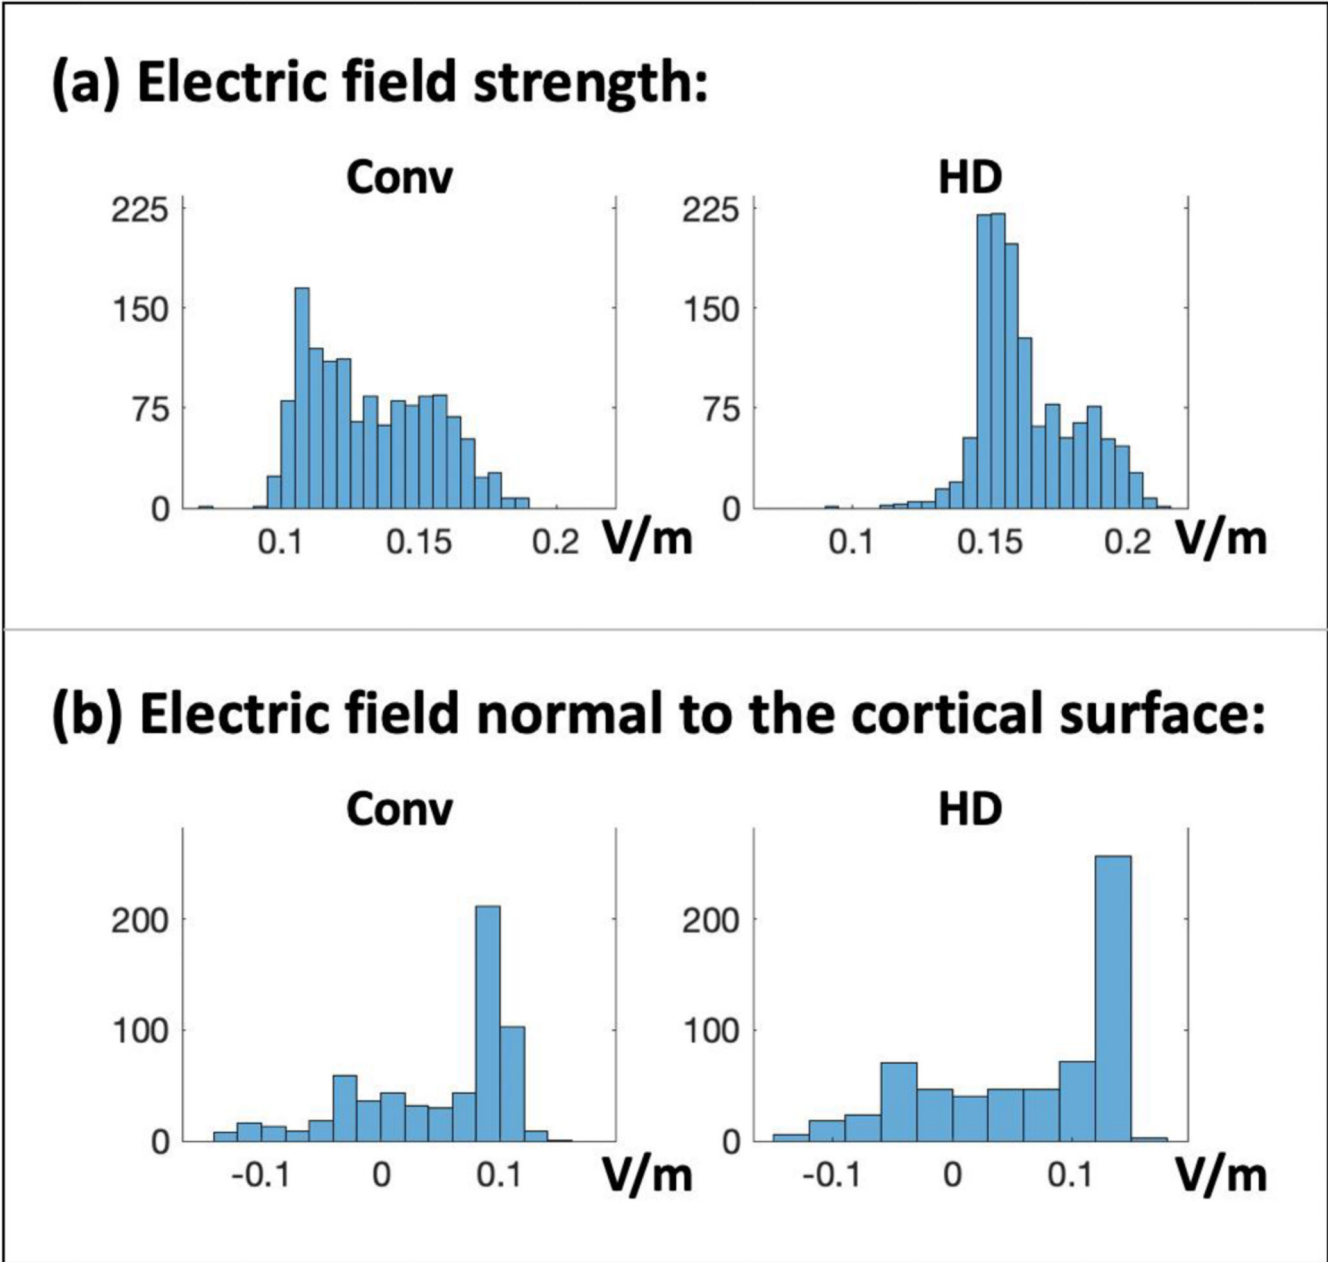 (a) Electric field strength:
Conv
225
150
75
0
0.1 0.15 0.2 V/m
HD
225
150
75
0
0.1 0.15 0.2 V/m
(b) Electric field normal to the cortical surface:
Conv
200
100
0
-0.1 0 0.1 V/m
HD
200
100
0
-0.1 0 0.1 V/m